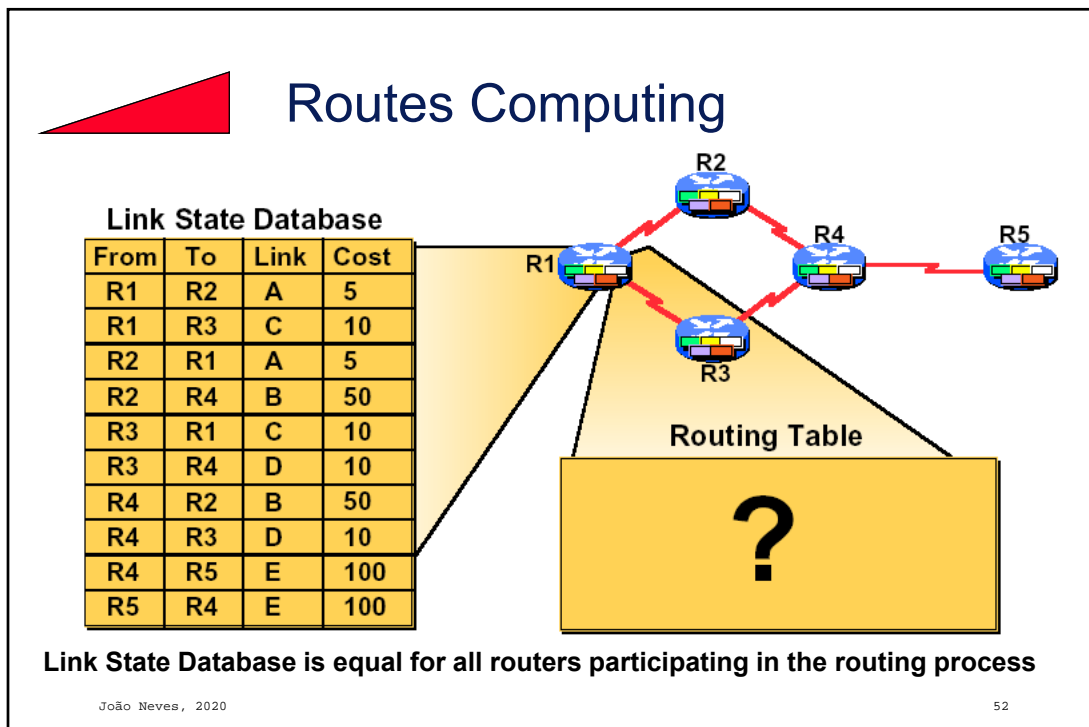 Routes Computing
Link State Database
From To Link Cost
R1 R2 A 5
R1 R3 C 10
R2 R1 A 5
R2 R4 B 50
R3 R1 C 10
R3 R4 D 10
R4 R2 B 50
R4 R3 D 10
R4 R5 E 100
R5 R4 E 100
R2
R1
R4
R5
R3
Routing Table
?
Link State Database is equal for all routers participating in the routing process
João Neves, 2020
52